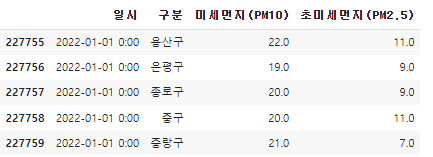 일시 구분 미세먼지(PM10) 초미세먼지(PM2.5)
227755 2022-01-01 0:00 용산구 22.0 11.0
227756 2022-01-01 0:00 은평구 19.0 9.0
227757 2022-01-01 0:00 종로구 20.0 9.0
227758 2022-01-01 0:00 중구 20.0 11.0
227759 2022-01-01 0:00 중랑구 21.0 7.0